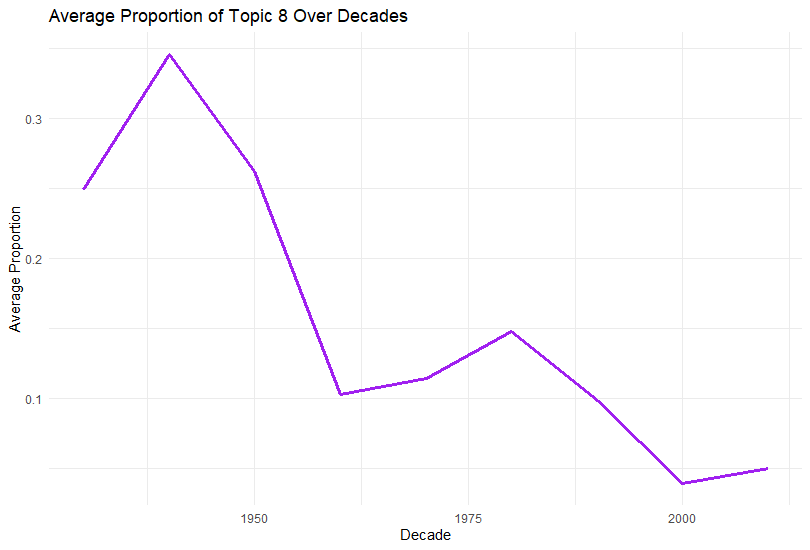 Average Proportion of Topic 8 Over Decades
0.3
0.2
0.1
Average Proportion
1950 1975 2000
Decade